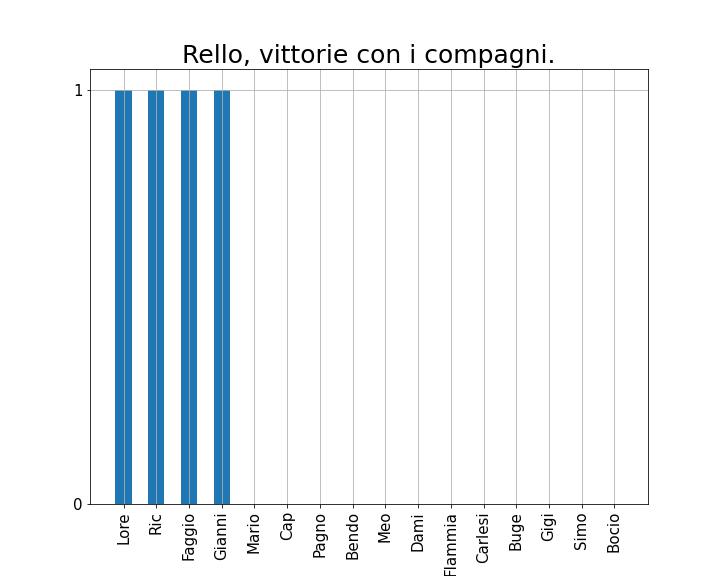 Rello, vittorie con i compagni.
1
0
Lore
Ric
Faggio
Gianni
Mario
Cap
Pagno
Bendo
Meo
Dami
Flammia
Carlesi
Buge
Gigi
Simo
Bocio